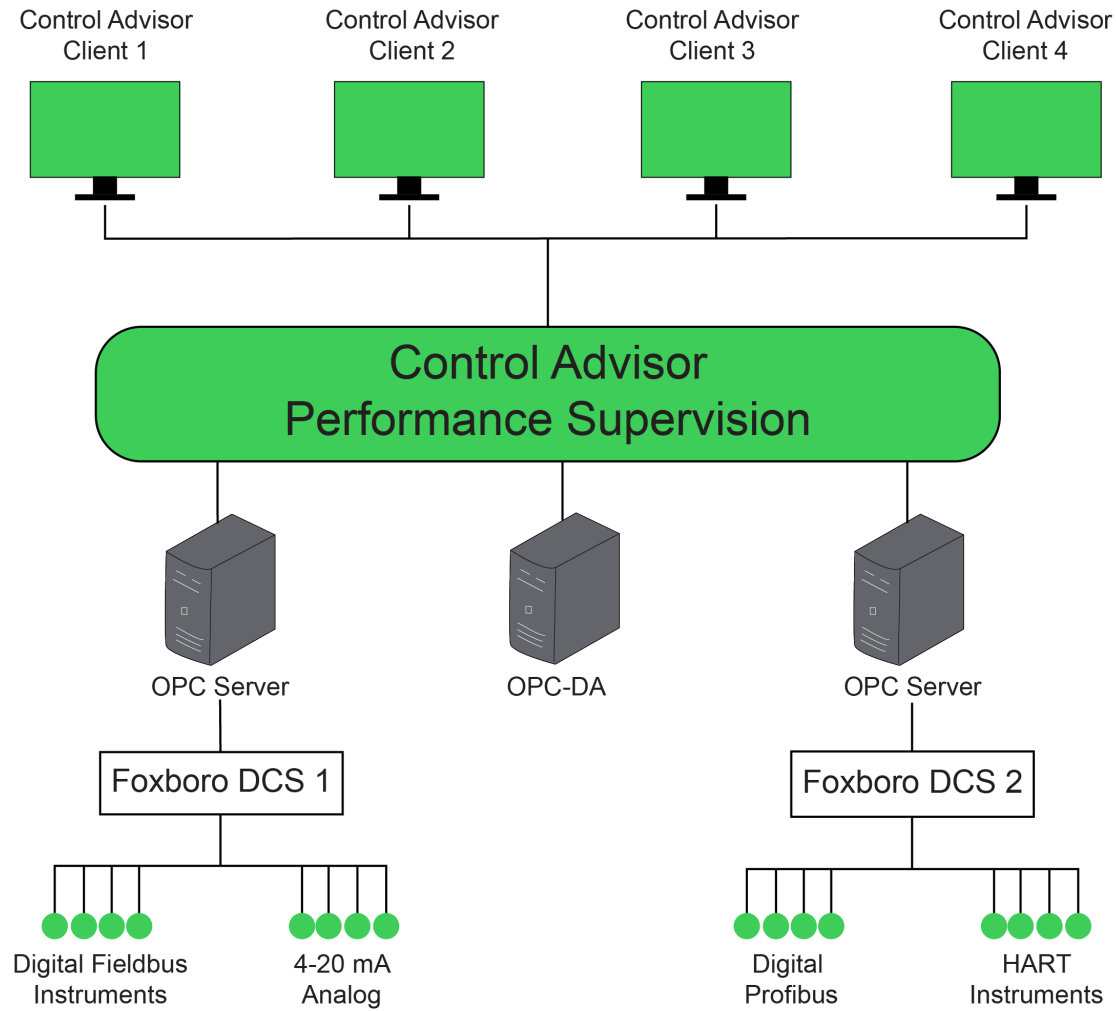 Control Advisor
Client 1
Control Advisor
Client 2
Control Advisor
Client 3
Control Advisor
Client 4
Control Advisor
Performance Supervision
OPC Server
OPC-DA
OPC Server
Foxboro DCS 1
Foxboro DCS 2
Digital Fieldbus
Instruments
4-20 mA
Analog
Digital
Profibus
HART
Instruments